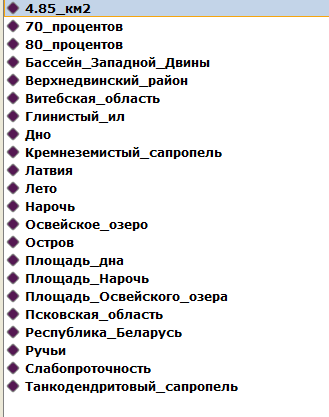 4.85_км2
70_процентов
80_процентов
Бассейн_Западной_Двины
Верхнедвинский_район
Витебская_область
Глинистый_ил
Дно
Кремнеземистый_сапропель
Латвия
Лето
Нарочь
Освейское_озеро
Остров
Площадь_дна
Площадь_Нарочь
Площадь_Освейского_озера
Псковская_область
Республика_Беларусь
Ручьи
Слабопроточность
Танкодендритовый_сапропель